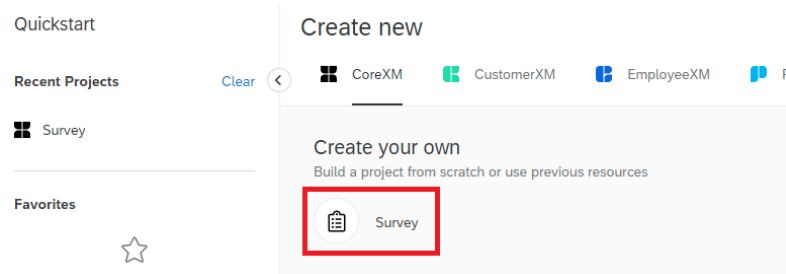 Quickstart
Recent Projects Clear
Survey
Favorites
Create new
CoreXM CustomerXM EmployeeXM
Create your own
Build a project from scratch or use previous resources
Survey